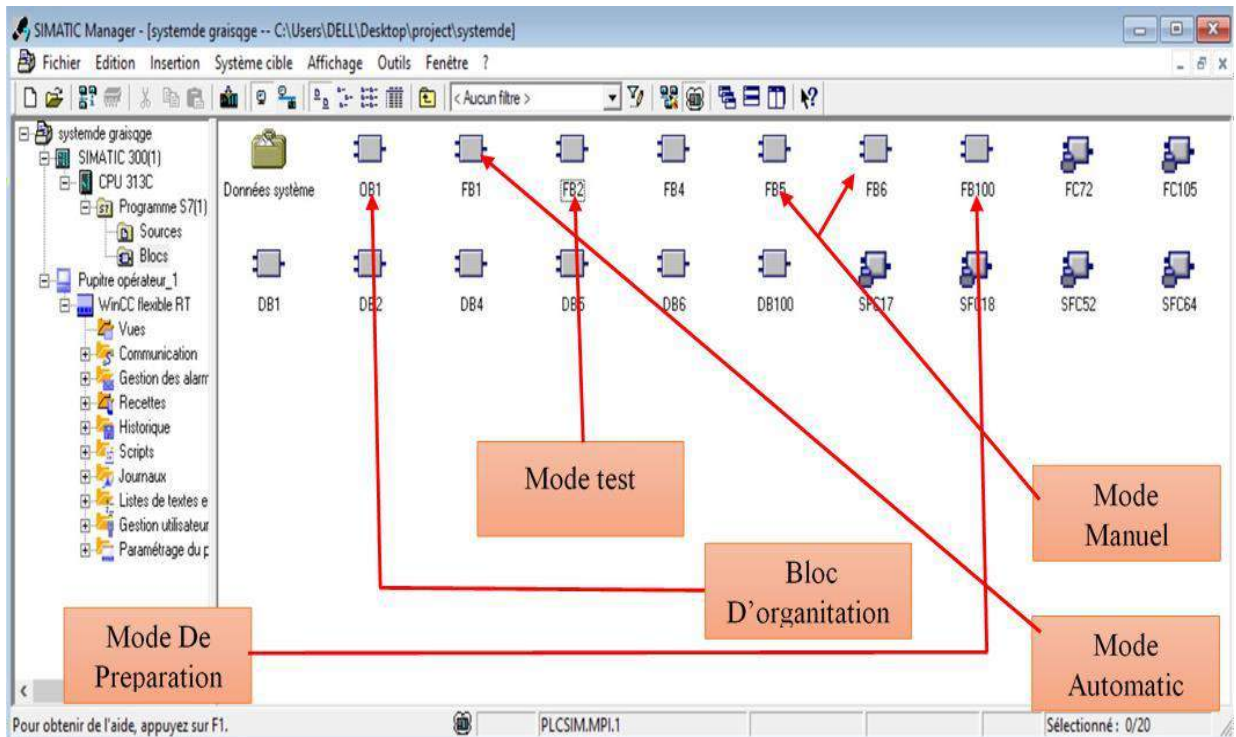 SIMATIC Manager - [systemde graisqge -- C:\Users\DELL\Desktop\project\systemde]
Fichier Edition Insertion Système cible Affichage Outils Fenêtre ?
< Aucun filtre >
systemde graisqge
SIMATIC 300(1)
CPU 313C
Programme S7(1)
Sources
Blocs
Pupitre opérateur_1
WinCC flexible RT
Vues
Communication
Gestion des alarm
Recettes
Historique
Scripts
Journaux
Listes de textes e
Gestion utilisateur
Paramétrage du p
Données système OB1 FB1 FB2 FB4 FB5 FB6 FB100 FC72 FC105
DB1 DB2 DB4 DB5 DB6 DB100 SFC17 SFC18 SFC52 SFC64
Mode test
Mode
Manuel
Bloc
D'organitation
Mode De
Preparation
Mode
Automatic
Pour obtenir de l'aide, appuyez sur F1.
PLCSIM.MPI.1
Sélectionné : 0/20